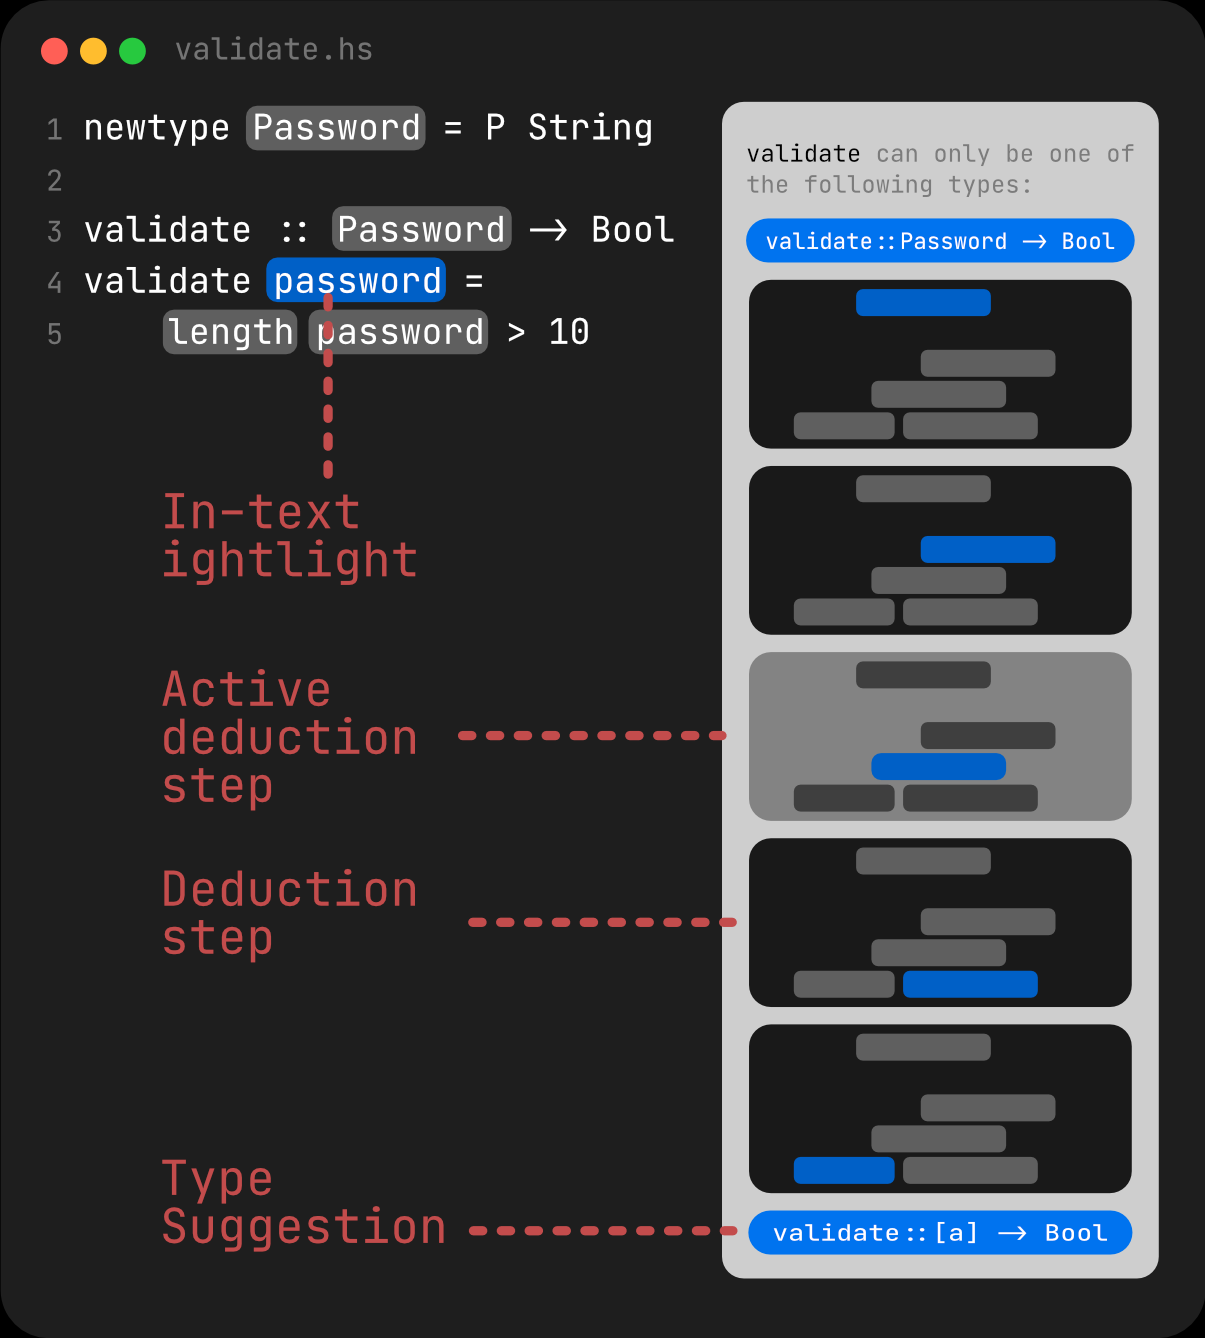 validate.hs
1 newtype Password = P String
2
3 validate :: Password -> Bool
4 validate password =
5 length password > 10
In-text
ightlight
Active
deduction
step
Deduction
step
Type
Suggestion
validate can only be one of
the following types:
validate::Password -> Bool
validate::[a] -> Bool